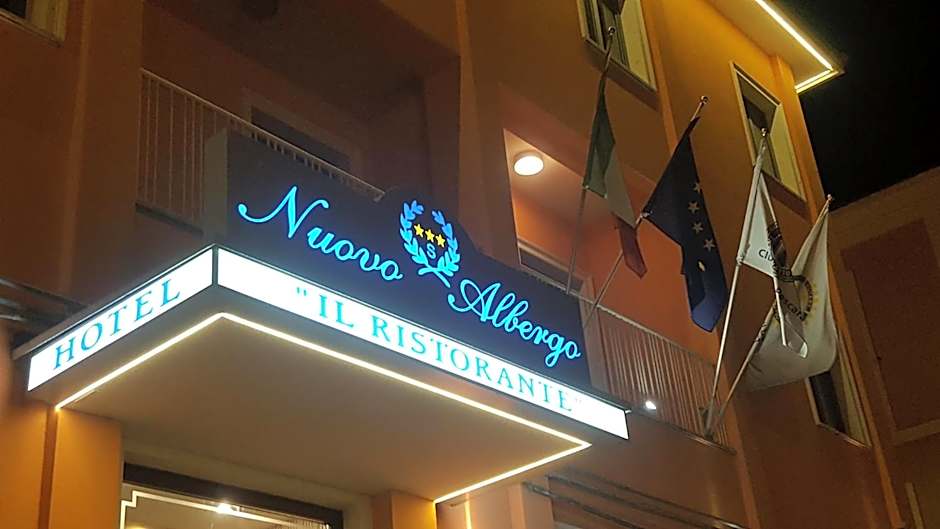 Nuovo
S
Albergo
HOTEL
"IL RISTORANTE"